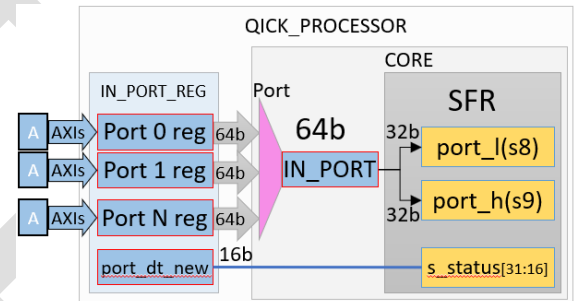 QICK_PROCESSOR
CORE
IN_PORT_REG
Port
SFR
A AXIs Port 0 reg 64b
64b
32b
port_l(s8)
A AXIs Port 1 reg 64b
IN_PORT
A AXIs Port N reg 64b
32b
port_h(s9)
port_dt_new
16b
s_status[31:16]